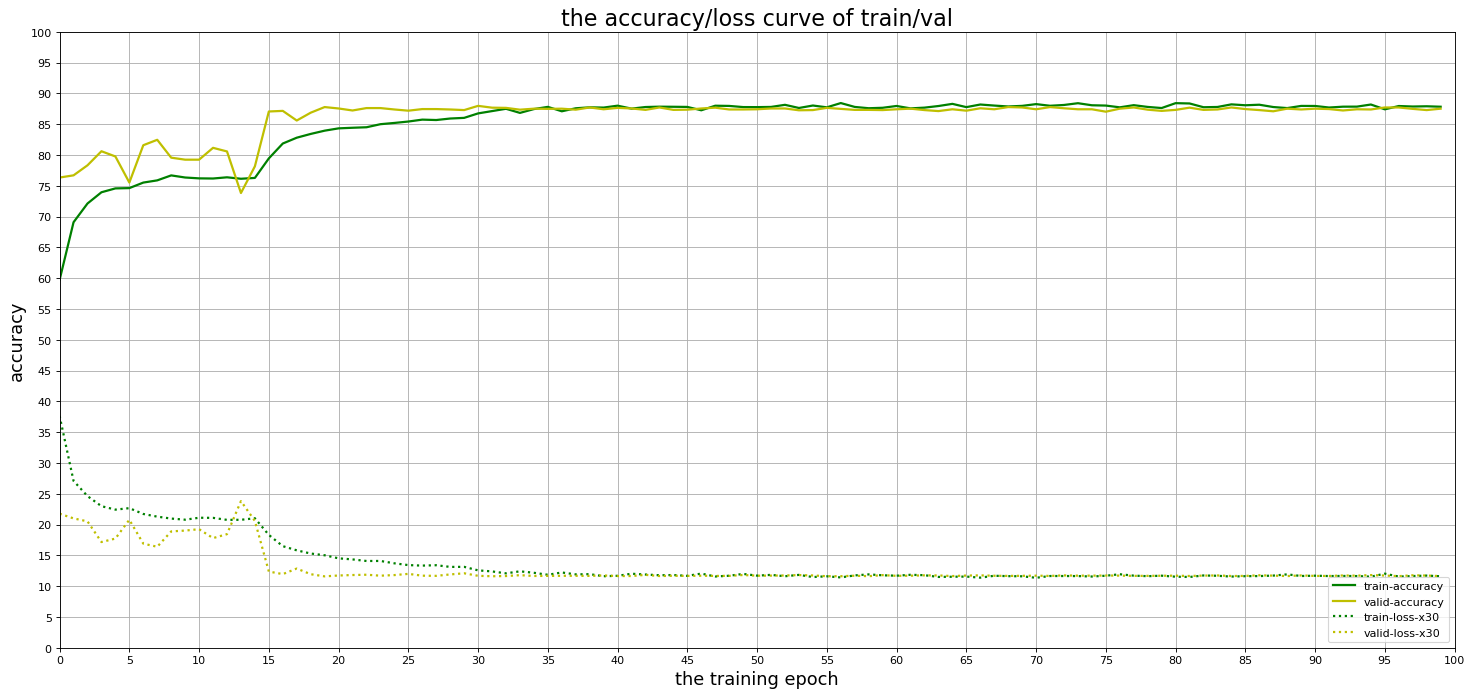 the accuracy/loss curve of train/val
100
95
90
85
80
75
70
65
60
55
50
45
40
35
30
25
20
15
10
5
0
accuracy
train-accuracy
valid-accuracy
train-loss-x30
valid-loss-x30
0 5 10 15 20 25 30 35 40 45 50 55 60 65 70 75 80 85 90 95 100
the training epoch